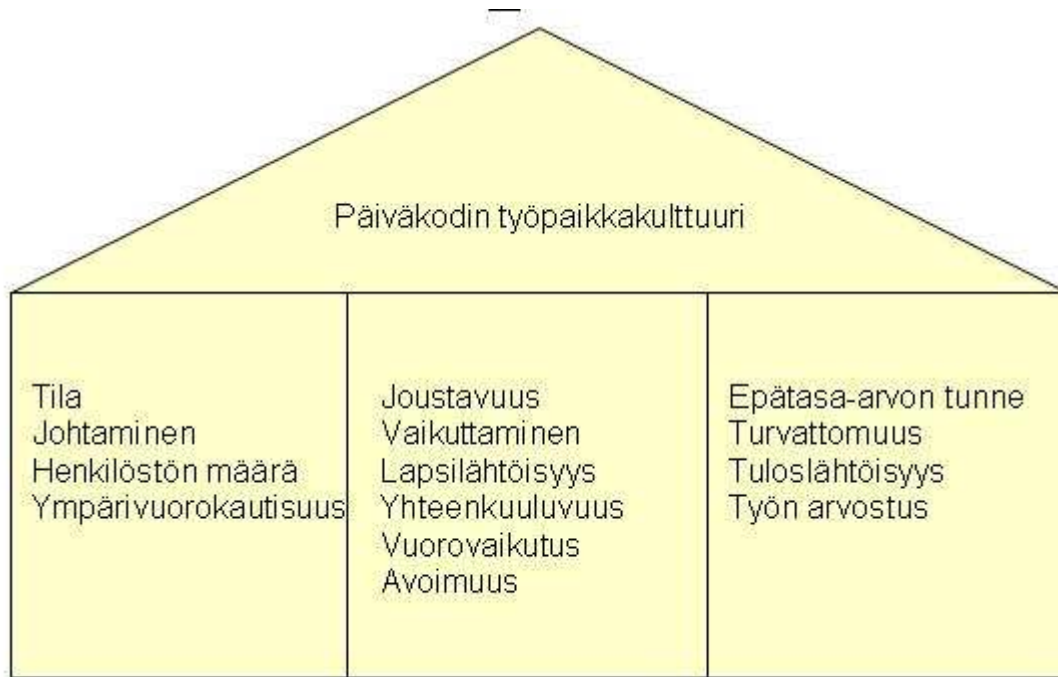 Päiväkodin työpaikkakulttuuri
Tila
Johtaminen
Henkilöstön määrä
Ympärivuorokautisuus
Joustavuus
Vaikuttaminen
Lapsilähtöisyys
Yhteenkuuluvuus
Vuorovaikutus
Avoimuus
Epätasa-arvon tunne
Turvattomuus
Tuloslähtöisyys
Työn arvostus